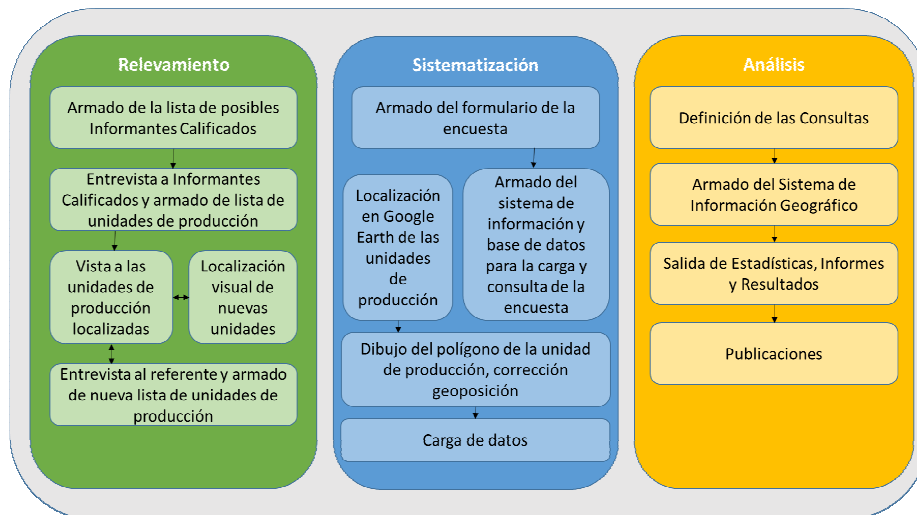 Relevamiento
Armado de la lista de posibles
Informantes Calificados
Entrevista a Informantes
Calificados y armado de lista de
unidades de producción
Vista a las
unidades de
producción
localizadas
Localización
visual de
nuevas
unidades
Entrevista al referente y armado
de nueva lista de unidades de
producción
Sistematización
Armado del formulario de la
encuesta
Localización
en Google
Earth de las
unidades
de
producción
Armado del
sistema de
información y
base de datos
para la carga y
consulta de la
encuesta
Dibujo del polígono de la unidad
de producción, corrección
geoposición
Carga de datos
Análisis
Definición de las Consultas
Armado del Sistema de
Información Geográfico
Salida de Estadísticas, Informes
y Resultados
Publicaciones